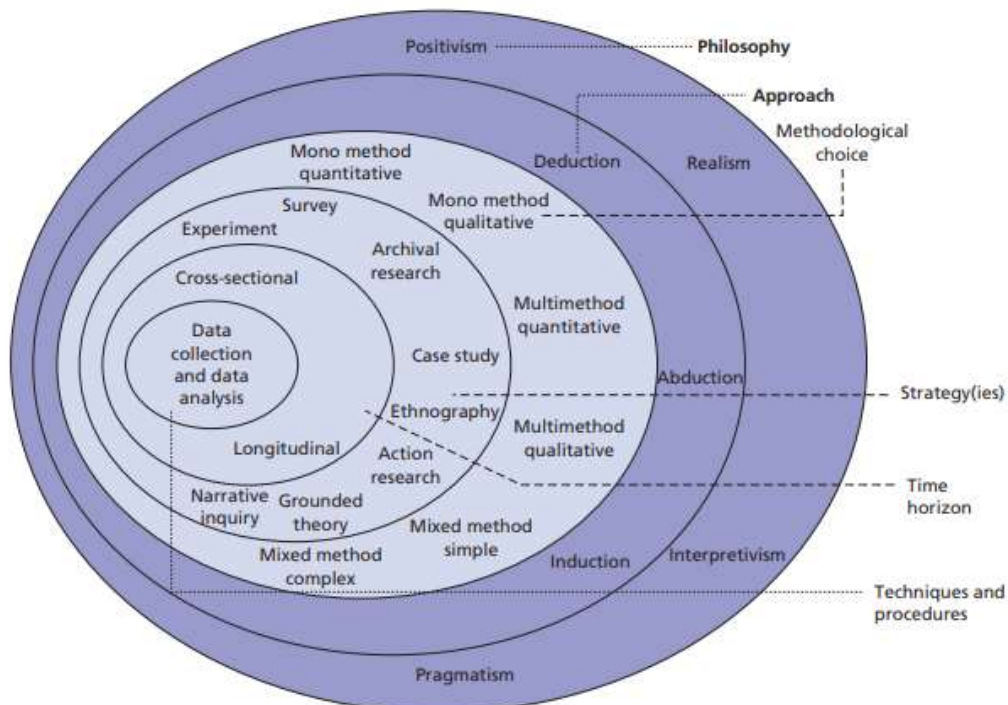 Positivism
Philosophy
Approach
Methodological
choice
Mono method
quantitative
Deduction
Realism
Survey
Mono method
qualitative
Experiment
Archival
research
Cross-sectional
Multimethod
quantitative
Data
collection
and data
analysis
Case study
Abduction
Strategy(ies)
Ethnography
Multimethod
qualitative
Longitudinal
Action
research
Time
horizon
Narrative
inquiry
Grounded
theory
Mixed method
simple
Mixed method
complex
Induction
Interpretivism
Techniques and
procedures
Pragmatism